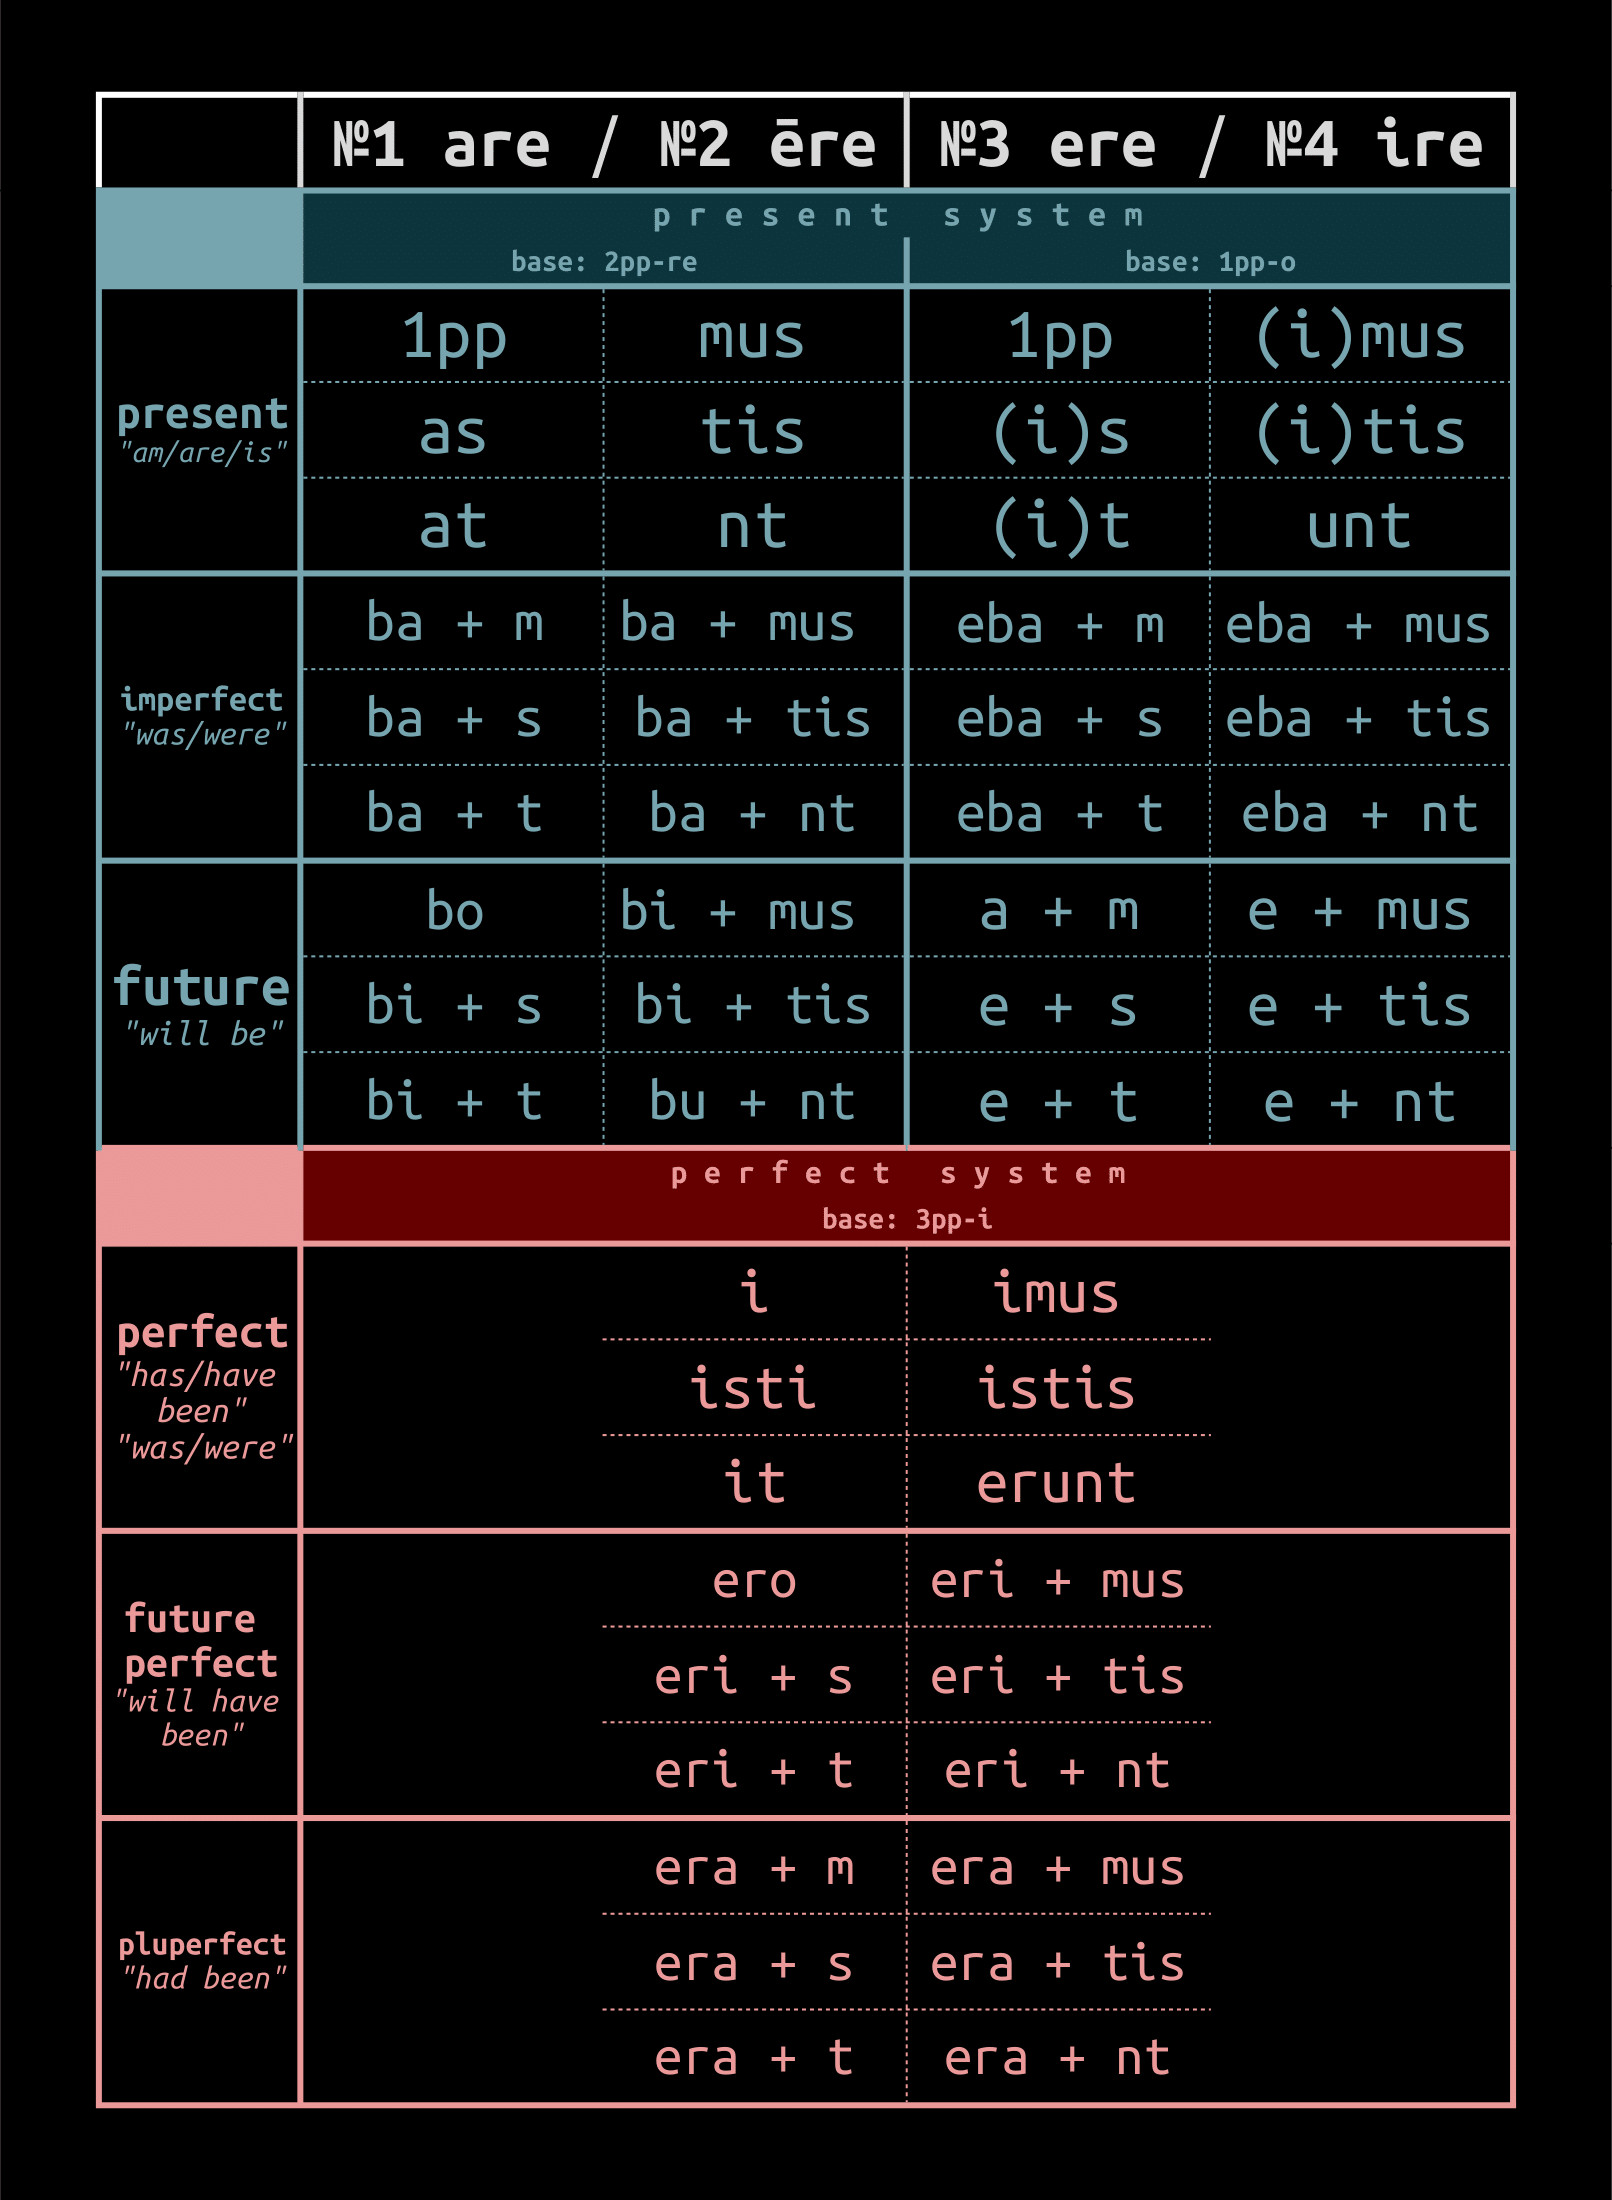 №1 are / №2 ēre №3 ere / №4 ire
present system
base: 2pp-re base: 1pp-o
present
"am/are/is"
1pp mus 1pp (i)mus
as tis (i)s (i)tis
at nt (i)t unt
imperfect
"was/were"
ba + m ba + mus eba + m eba + mus
ba + s ba + tis eba + s eba + tis
ba + t ba + nt eba + t eba + nt
future
"will be"
bo bi + mus a + m e + mus
bi + s bi + tis e + s e + tis
bi + t bu + nt e + t e + nt
perfect system
base: 3pp-i
perfect
"has/have
been"
"was/were"
i imus
isti istis
it erunt
future
perfect
"will have
been"
ero eri + mus
eri + s eri + tis
eri + t eri + nt
pluperfect
"had been"
era + m era + mus
era + s era + tis
era + t era + nt